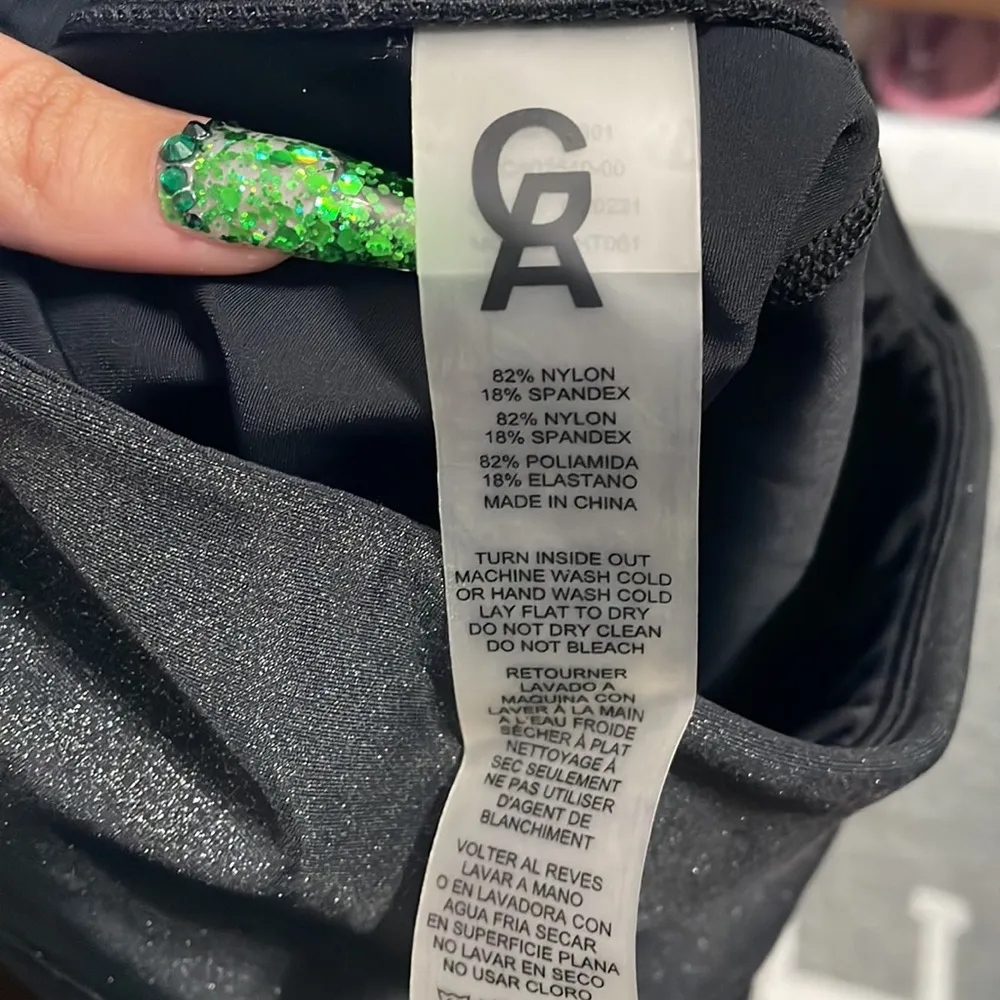 GA
82% NYLON
18% SPANDEX
82% NYLON
18% SPANDEX
82% POLIAMIDA
18% ELASTANO
MADE IN CHINA
TURN INSIDE OUT
MACHINE WASH COLD
OR HAND WASH COLD
LAY FLAT TO DRY
DO NOT DRY CLEAN
DO NOT BLEACH
RETOURNER
LAVADO A
MAQUINA CON
LAVER À LA MAIN
A L'EAU FROIDE
SÉCHER À PLAT
NETTOYAGE À
SEC SEULEMENT
NE PAS UTILISER
D'AGENT DE
BLANCHIMENT
VOLTER AL REVES
LAVAR A MANO
O EN LAVADORA CON
AGUA FRIA SECAR
EN SUPERFICIE PLANA
NO LAVAR EN SECO
NO USAR CLORO